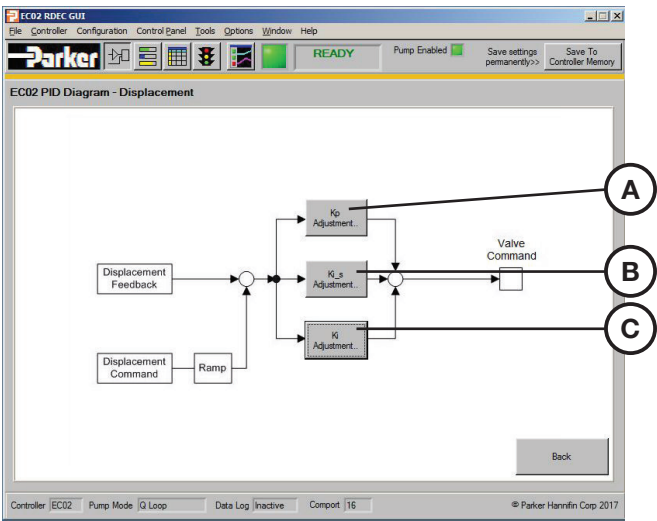 EC02 RDEC GUI
File Controller Configuration Control Panel Tools Options Window Help
Parker
READY
Pump Enabled
Save settings
permanently>>
Save To
Controller Memory
EC02 PID Diagram - Displacement
A
Kp
Adjustment..
Valve
Command
Displacement
Feedback
Ki_s
Adjustment..
B
Ki
Adjustment..
C
Displacement
Command
Ramp
Back
Controller EC02 Pump Mode Q Loop Data Log Inactive Comport 16 © Parker Hannifin Corp 2017